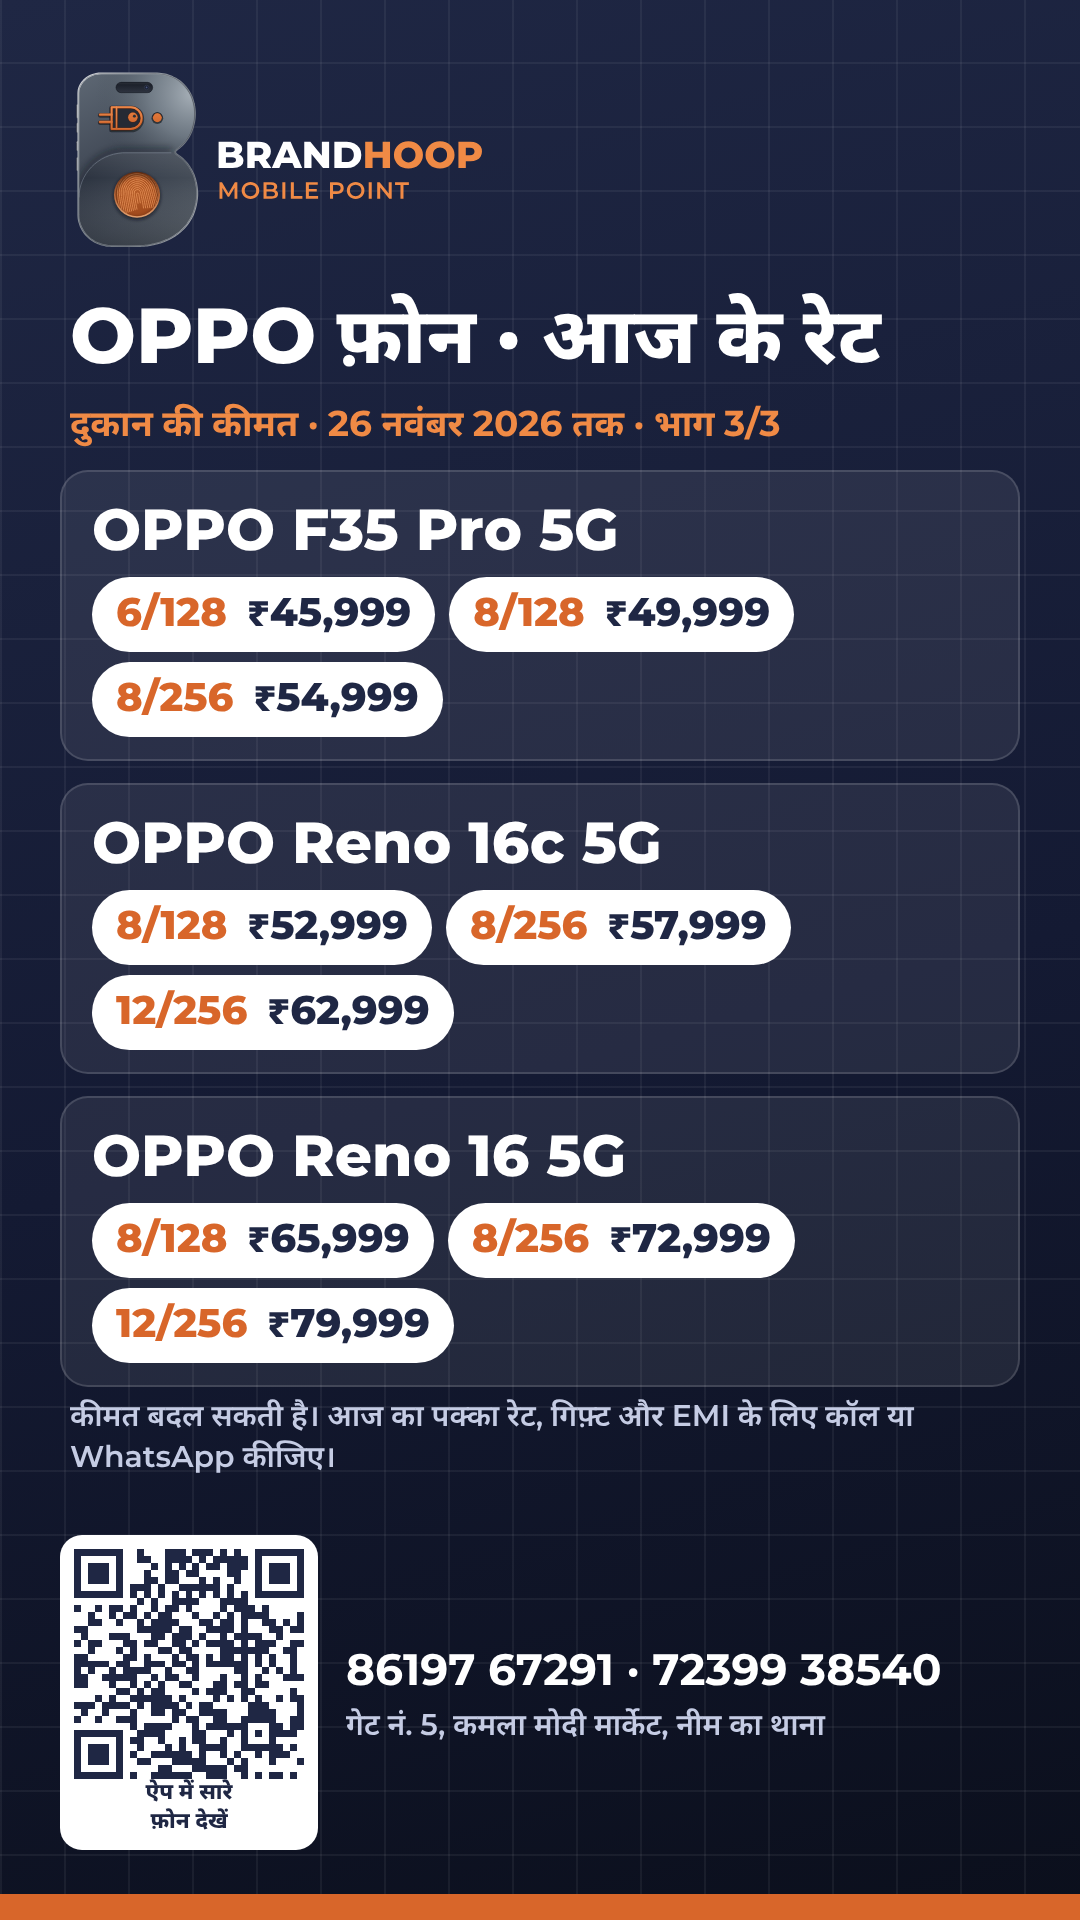 BRANDHOOP
MOBILE POINT
OPPO फ़ोन · आज के रेट
दुकान की कीमत · 26 नवंबर 2026 तक · भाग 3/3
OPPO F35 Pro 5G
6/128 ₹45,999 8/128 ₹49,999
8/256 ₹54,999
OPPO Reno 16c 5G
8/128 ₹52,999 8/256 ₹57,999
12/256 ₹62,999
OPPO Reno 16 5G
8/128 ₹65,999 8/256 ₹72,999
12/256 ₹79,999
कीमत बदल सकती है। आज का पक्का रेट, गिफ़्ट और EMI के लिए कॉल या
WhatsApp कीजिए।
86197 67291 · 72399 38540
गेट नं. 5, कमला मोदी मार्केट, नीम का थाना
ऐप में सारे
फ़ोन देखें